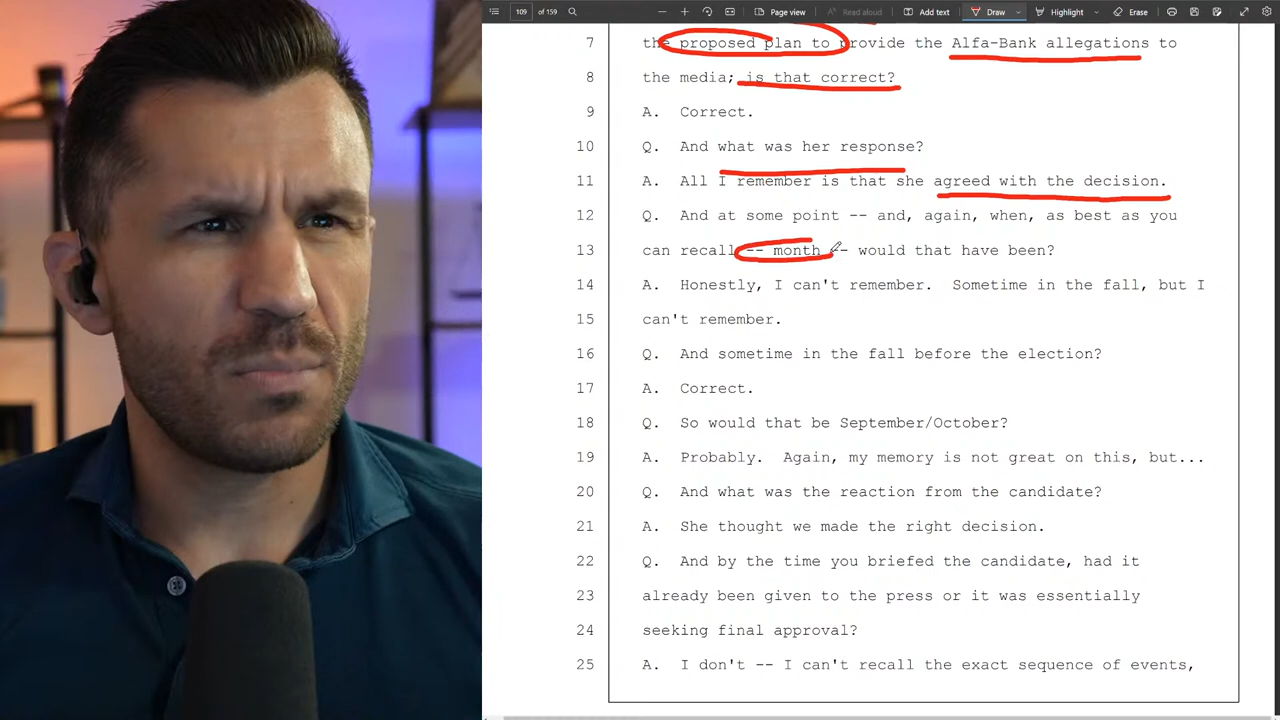 109 of 159 Page view Read aloud Add text Draw Highlight Erase
7 the proposed plan to provide the Alfa-Bank allegations to
8 the media; is that correct?
9 A. Correct.
10 Q. And what was her response?
11 A. All I remember is that she agreed with the decision.
12 Q. And at some point -- and, again, when, as best as you
13 can recall -- month -- would that have been?
14 A. Honestly, I can't remember. Sometime in the fall, but I
15 can't remember.
16 Q. And sometime in the fall before the election?
17 A. Correct.
18 Q. So would that be September/October?
19 A. Probably. Again, my memory is not great on this, but...
20 Q. And what was the reaction from the candidate?
21 A. She thought we made the right decision.
22 Q. And by the time you briefed the candidate, had it
23 already been given to the press or it was essentially
24 seeking final approval?
25 A. I don't -- I can't recall the exact sequence of events,